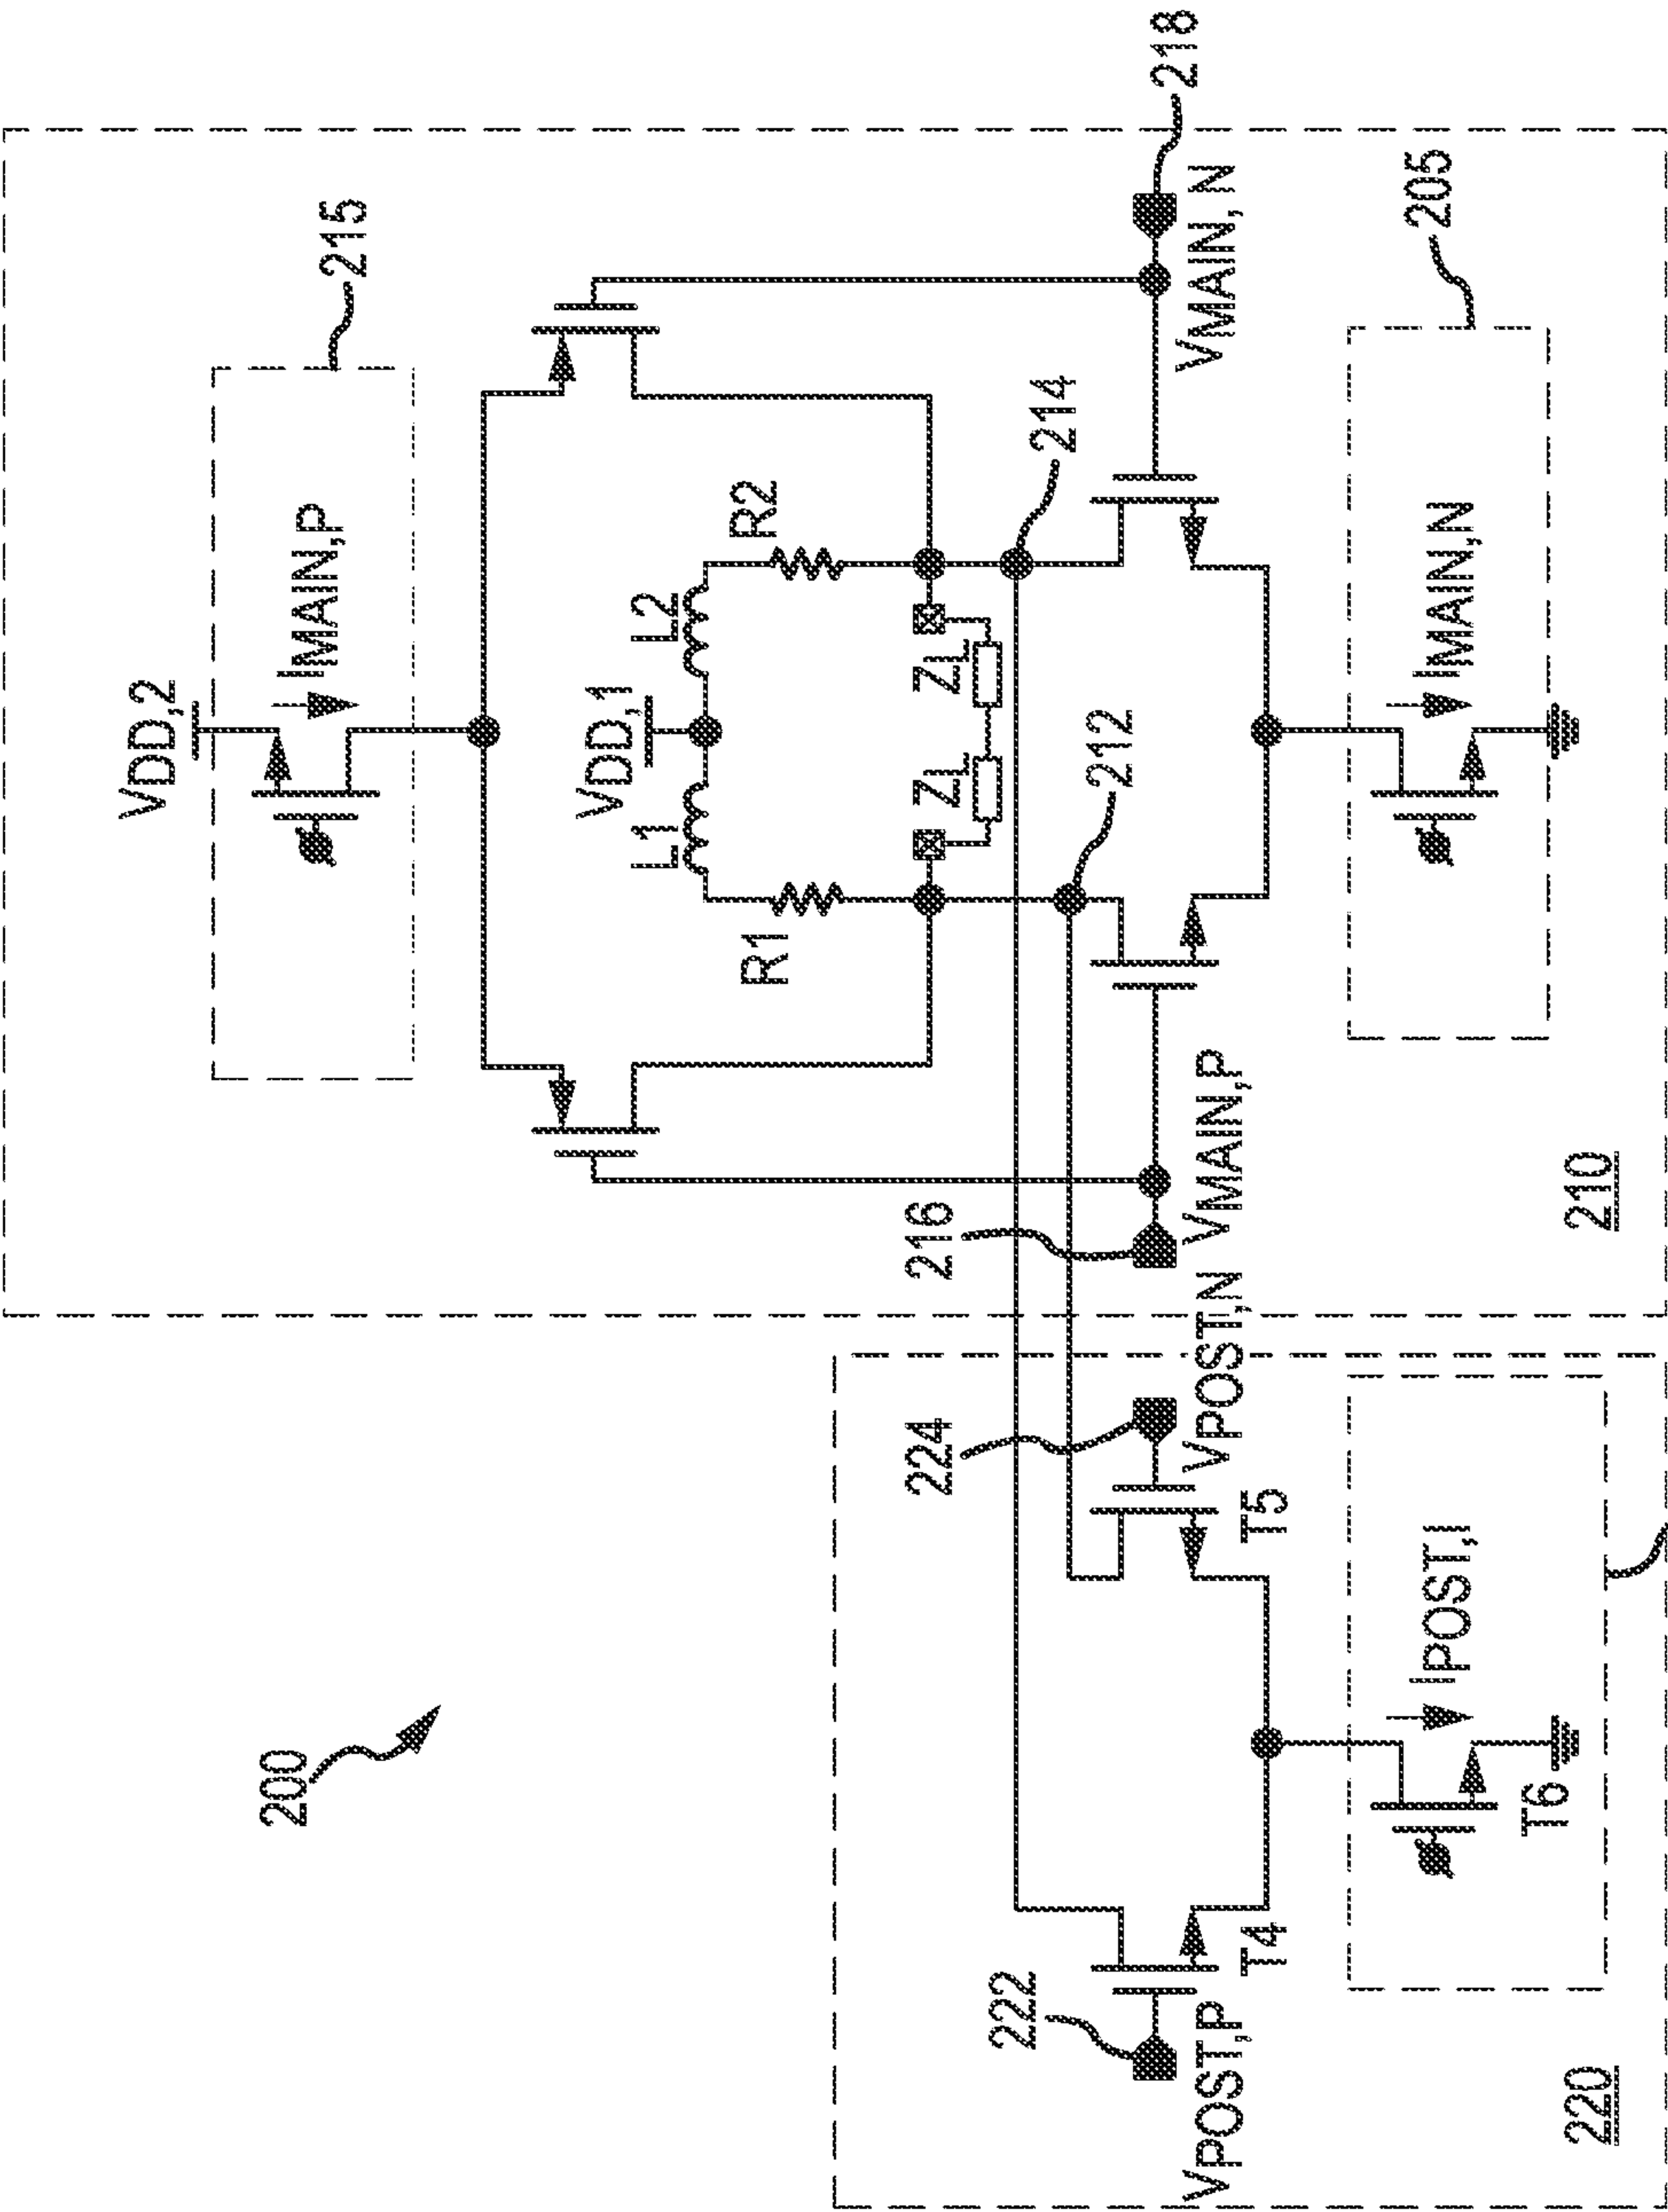 200
VDD,2
215
IMAIN,P
VDD,1
L1
L2
R1
R2
ZL
ZL
212
214
216
218
VMAIN,P
VMAIN,N
IMAIN,N
205
210
222
224
VPOST,P
VPOST,N
T4
T5
IPOST,I
T6
220